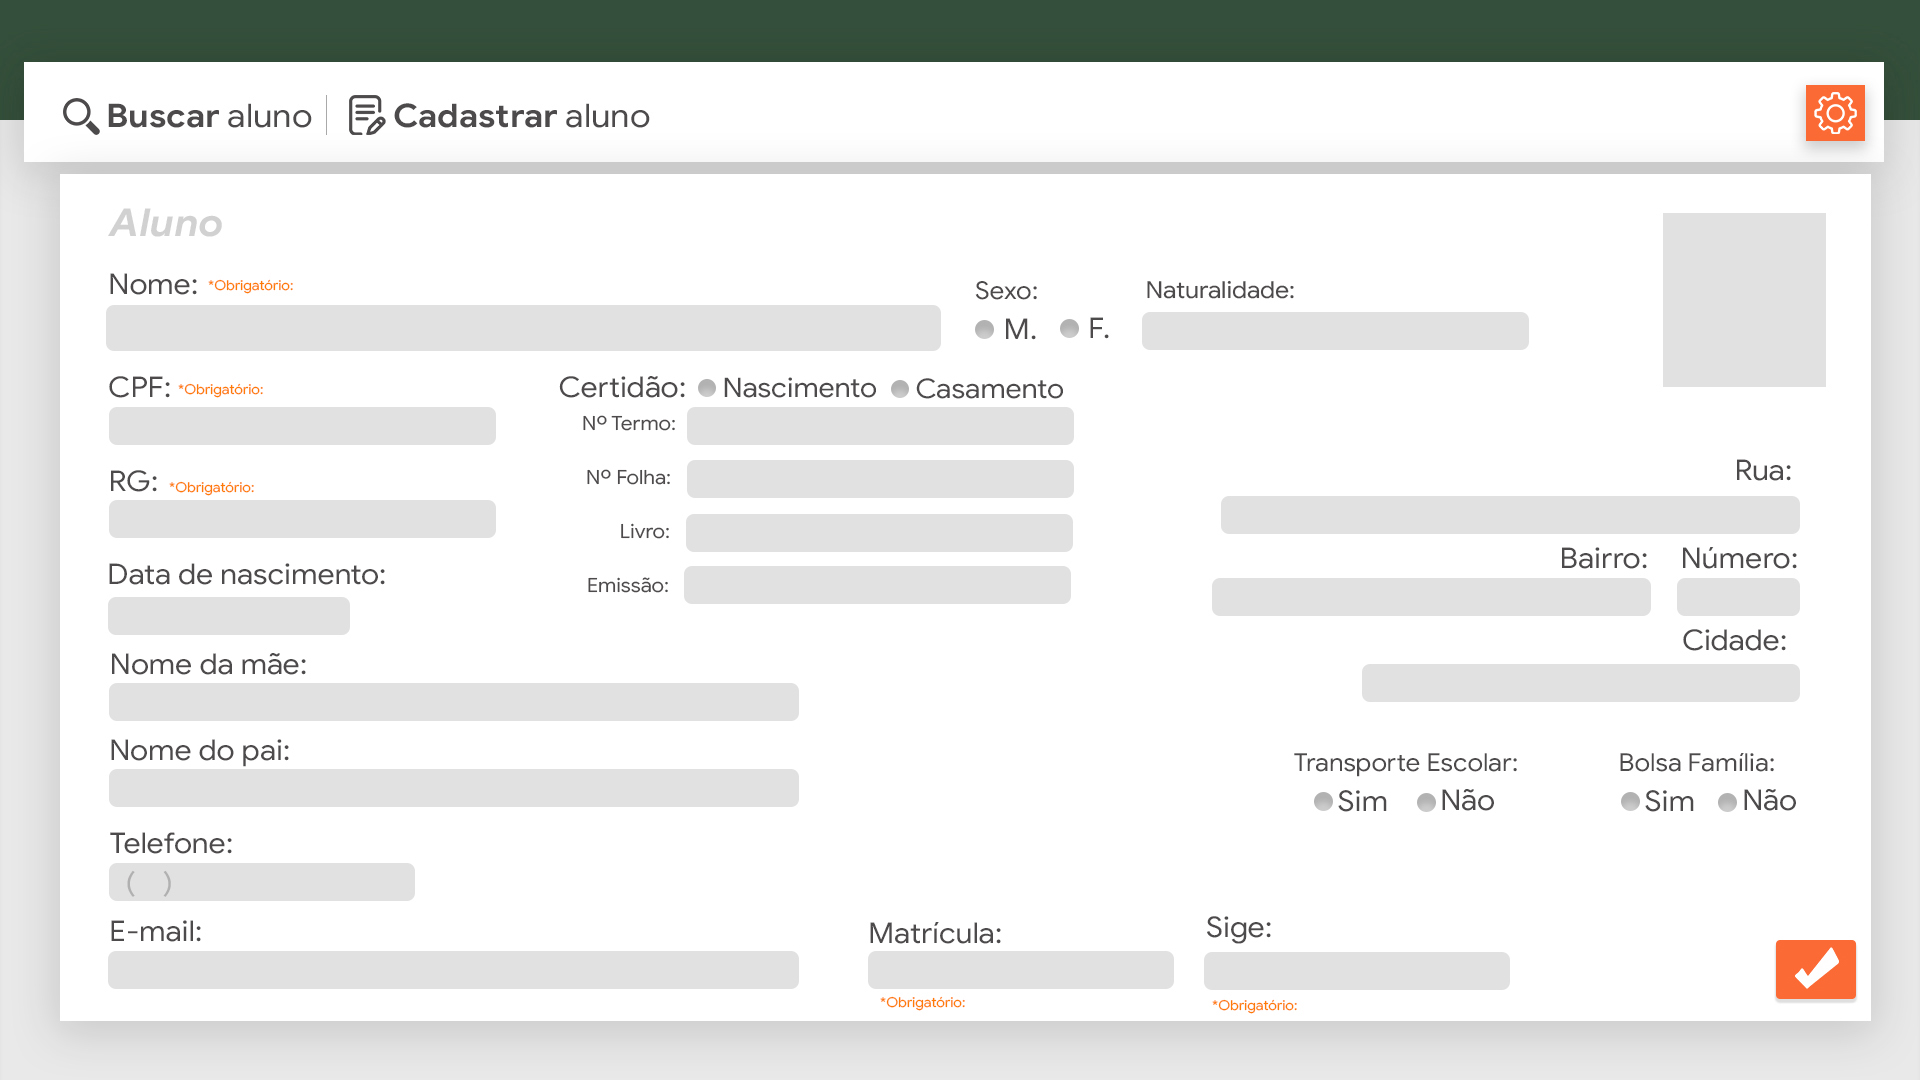 Buscar aluno
Cadastrar aluno
Aluno
Nome: *Obrigatório:
Sexo:
M. F.
Naturalidade:
CPF: *Obrigatório:
Certidão: Nascimento Casamento
Nº Termo:
Nº Folha:
Livro:
Emissão:
RG: *Obrigatório:
Data de nascimento:
Nome da mãe:
Nome do pai:
Telefone:
( )
E-mail:
Rua:
Bairro: Número:
Cidade:
Transporte Escolar:
Sim Não
Bolsa Família:
Sim Não
Matrícula:
*Obrigatório:
Sige:
*Obrigatório: